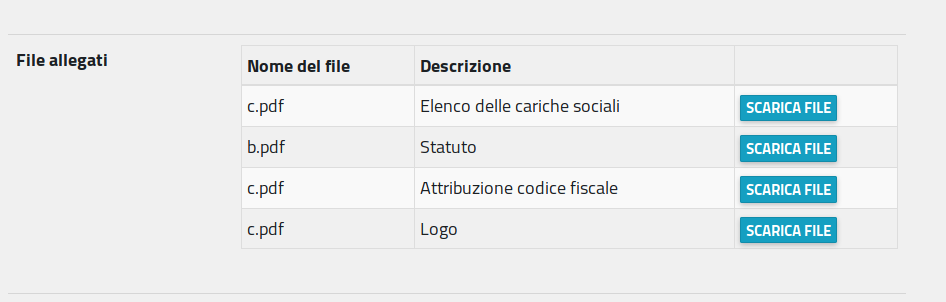 File allegati
Nome del file Descrizione
c.pdf Elenco delle cariche sociali SCARICA FILE
b.pdf Statuto SCARICA FILE
c.pdf Attribuzione codice fiscale SCARICA FILE
c.pdf Logo SCARICA FILE